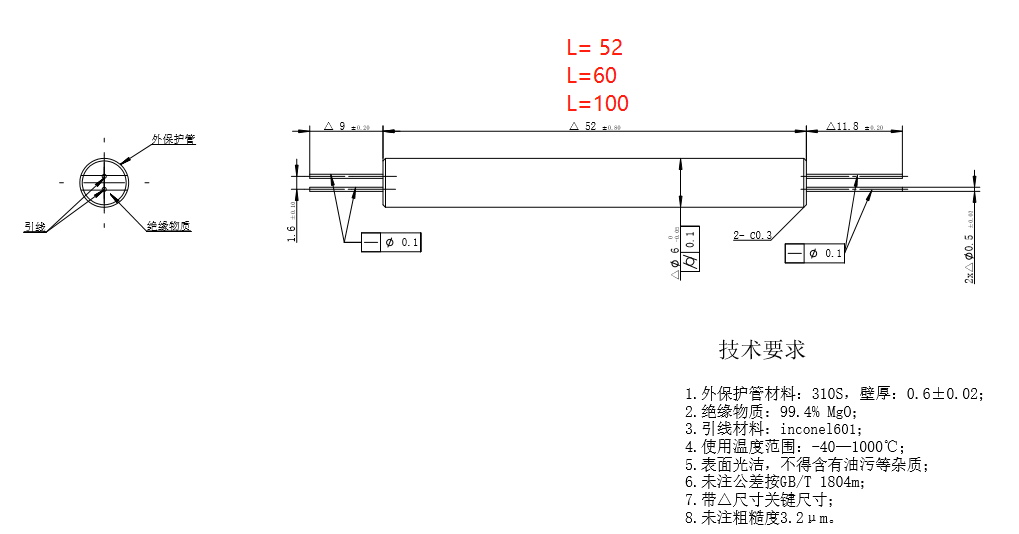 L= 52
L=60
L=100
△ 9 ±0.20
△ 52 ±0.60
△11.8 ±0.20
外保护管
引线
绝缘物质
1.6 ±0.10
— ϕ 0.1
△ϕ 6 0
0.1
2- C0.3
— ϕ 0.1
2x△ϕ0.5
技术要求
1.外保护管材料: 310S, 壁厚: 0.6±0.02;
2.绝缘物质: 99.4% MgO;
3.引线材料: inconel601;
4.使用温度范围: -40—1000℃;
5.表面光洁, 不得含有油污等杂质;
6.未注公差按GB/T 1804m;
7.带△尺寸关键尺寸;
8.未注粗糙度3.2μm。